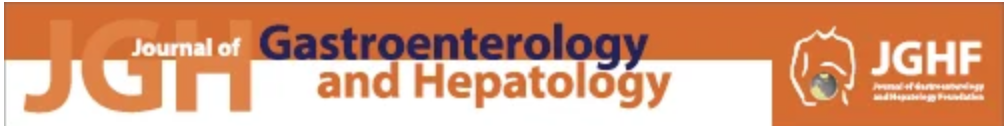 JGH
Journal of Gastroenterology
and Hepatology
JGHF
Journal of Gastroenterology
and Hepatology Foundation